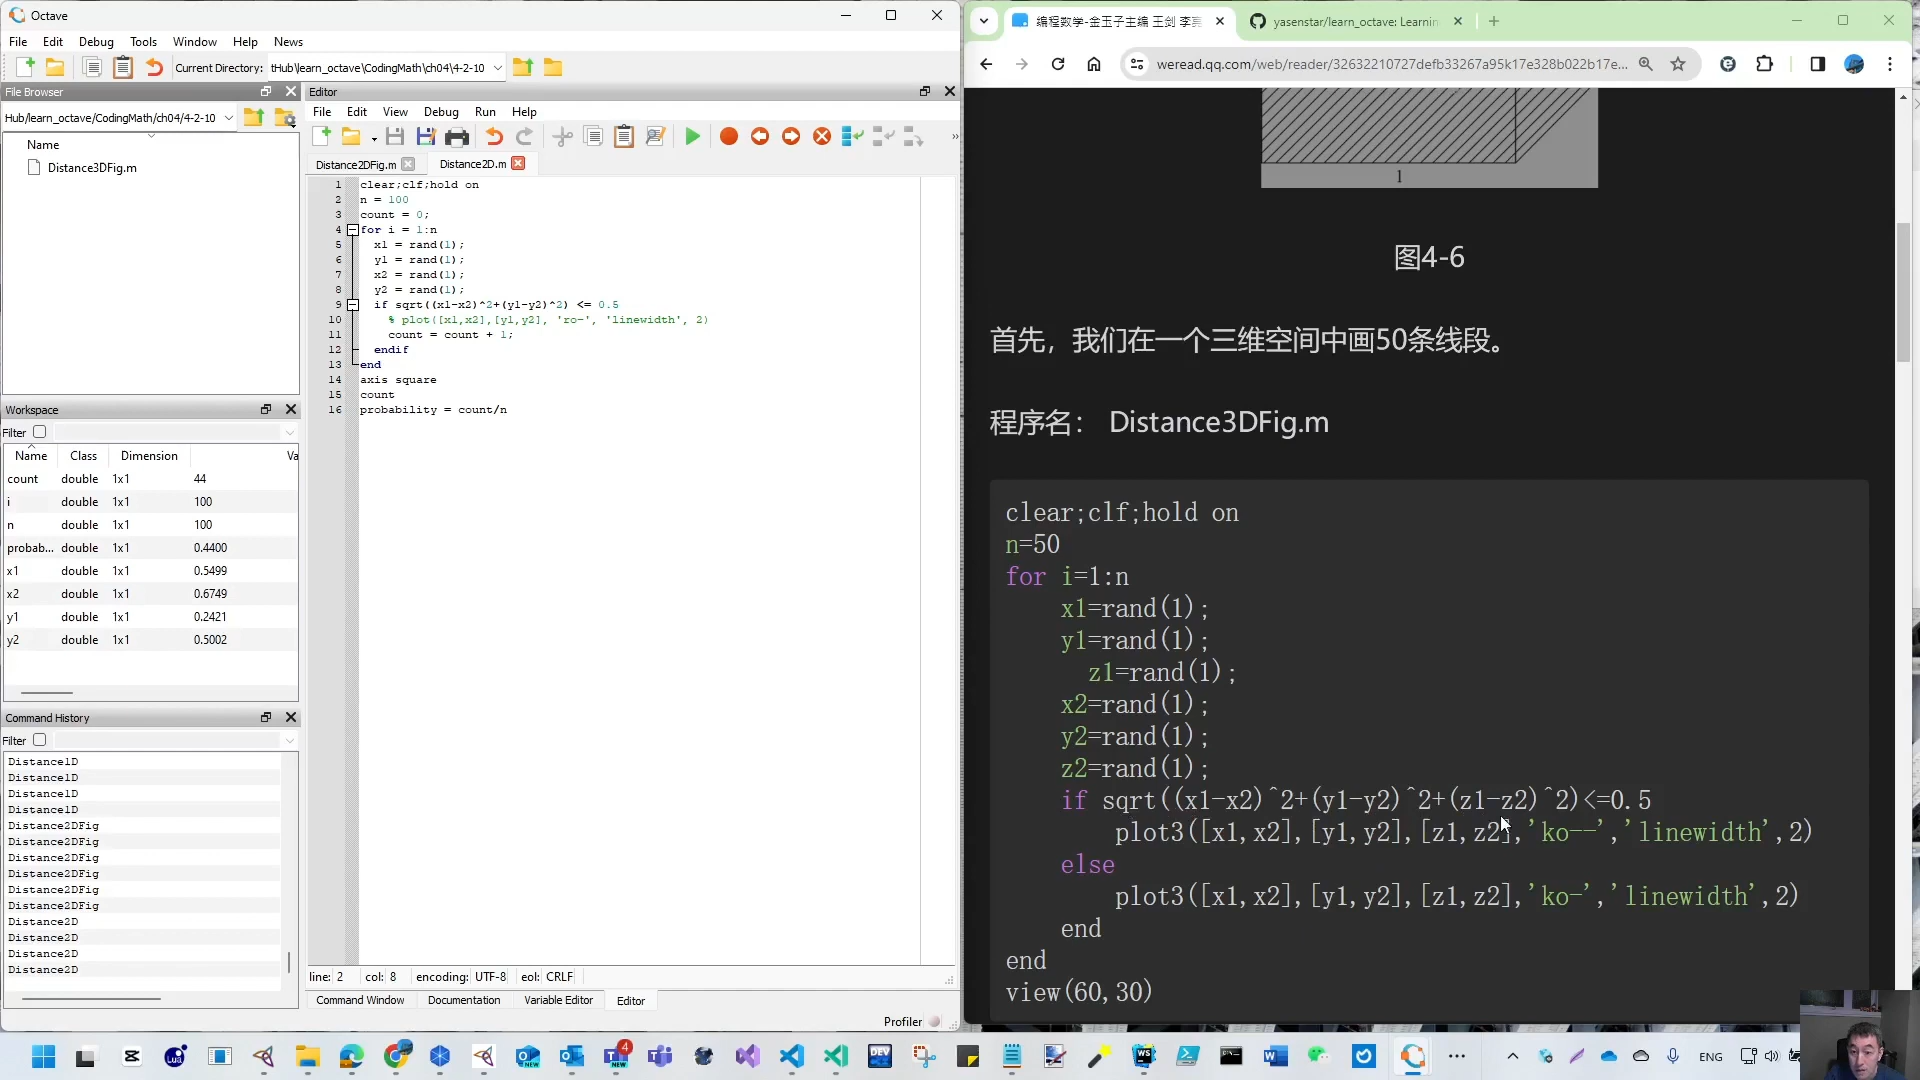 Octave
File Edit Debug Tools Window Help News
Current Directory: tHub\learn_octave\CodingMath\ch04\4-2-10
File Browser
Hub/learn_octave/CodingMath/ch04/4-2-10
Name
Distance3DFig.m
Workspace
Filter
Name Class Dimension Va
count double 1x1 44
i double 1x1 100
n double 1x1 100
probab... double 1x1 0.4400
x1 double 1x1 0.5499
x2 double 1x1 0.6749
y1 double 1x1 0.2421
y2 double 1x1 0.5002
Command History
Filter
Distance1D
Distance1D
Distance1D
Distance1D
Distance2DFig
Distance2DFig
Distance2DFig
Distance2DFig
Distance2DFig
Distance2DFig
Distance2D
Distance2D
Distance2D
Distance2D
Editor
File Edit View Debug Run Help
Distance2DFig.m Distance2D.m
1 clear;clf;hold on
2 n = 100
3 count = 0;
4 for i = 1:n
5 x1 = rand(1);
6 y1 = rand(1);
7 x2 = rand(1);
8 y2 = rand(1);
9 if sqrt((x1-x2)^2+(y1-y2)^2) <= 0.5
10 % plot([x1,x2],[y1,y2], 'ro-', 'linewidth', 2)
11 count = count + 1;
12 endif
13 end
14 axis square
15 count
16 probability = count/n
line: 2 col: 8 encoding: UTF-8 eol: CRLF
Command Window Documentation Variable Editor Editor
Profiler
编程数学-金玉子主编 王剑 李
yasenstar/learn_octave: Learnin
weread.qq.com/web/reader/32632210727defb33267a95k17e328b022b17e...
1
图4-6
首先，我们在一个三维空间中画50条线段。
程序名： Distance3DFig.m
clear;clf;hold on
n=50
for i=1:n
x1=rand(1);
y1=rand(1);
z1=rand(1);
x2=rand(1);
y2=rand(1);
z2=rand(1);
if sqrt((x1-x2)^2+(y1-y2)^2+(z1-z2)^2)<=0.5
plot3([x1,x2],[y1,y2],[z1,z2],'ko--','linewidth',2)
else
plot3([x1,x2],[y1,y2],[z1,z2],'ko-','linewidth',2)
end
end
view(60,30)
ENG